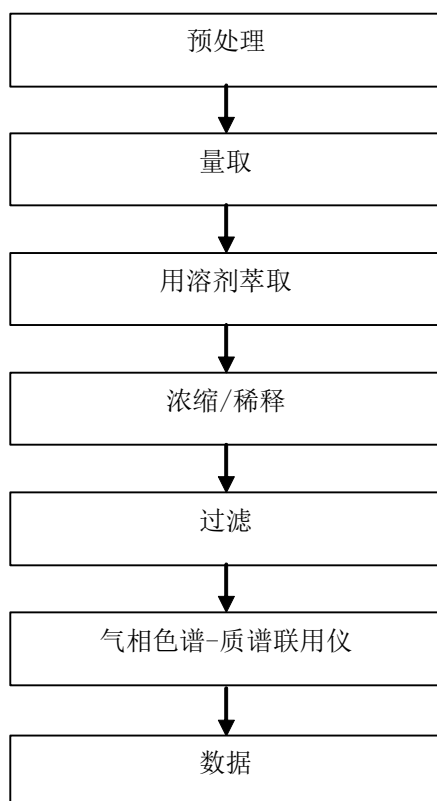 预处理
量取
用溶剂萃取
浓缩/稀释
过滤
气相色谱-质谱联用仪
数据